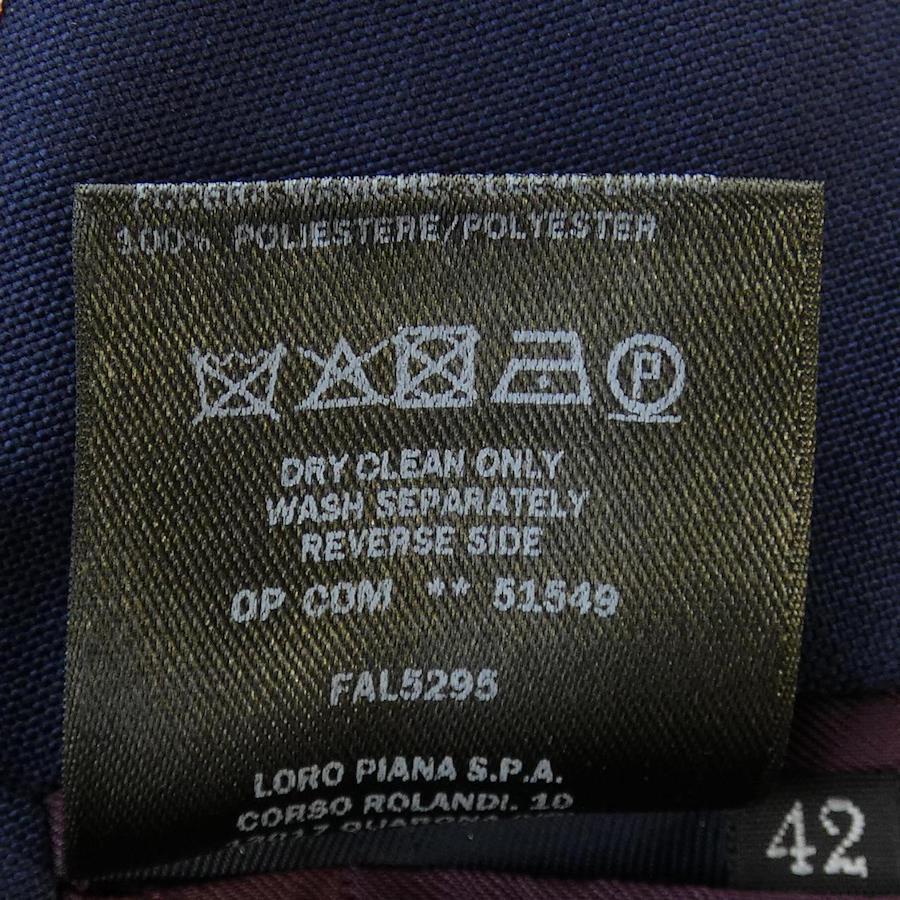 100% POLIESTERE/POLYESTER
P
DRY CLEAN ONLY
WASH SEPARATELY
REVERSE SIDE
OP COM ** 51549
FAL5295
LORO PIANA S.P.A.
CORSO ROLANDI. 10
42